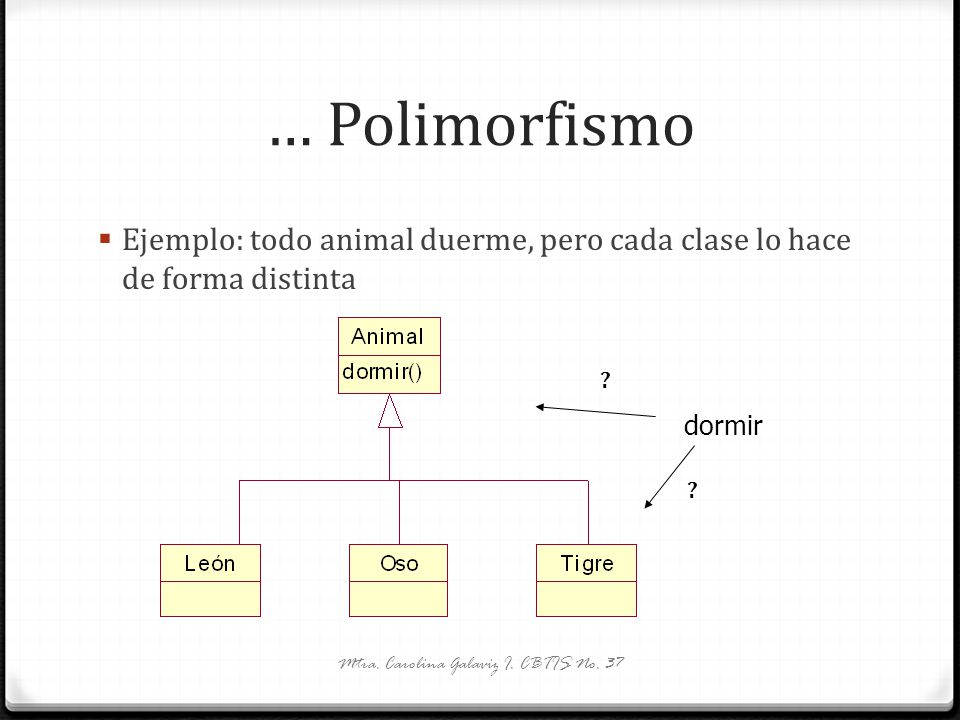 ... Polimorfismo
Ejemplo: todo animal duerme, pero cada clase lo hace
de forma distinta
Animal
dormir()
?
dormir
?
León
Oso
Tigre
Mtra. Carolina Galaviz I. CBTIS No. 37